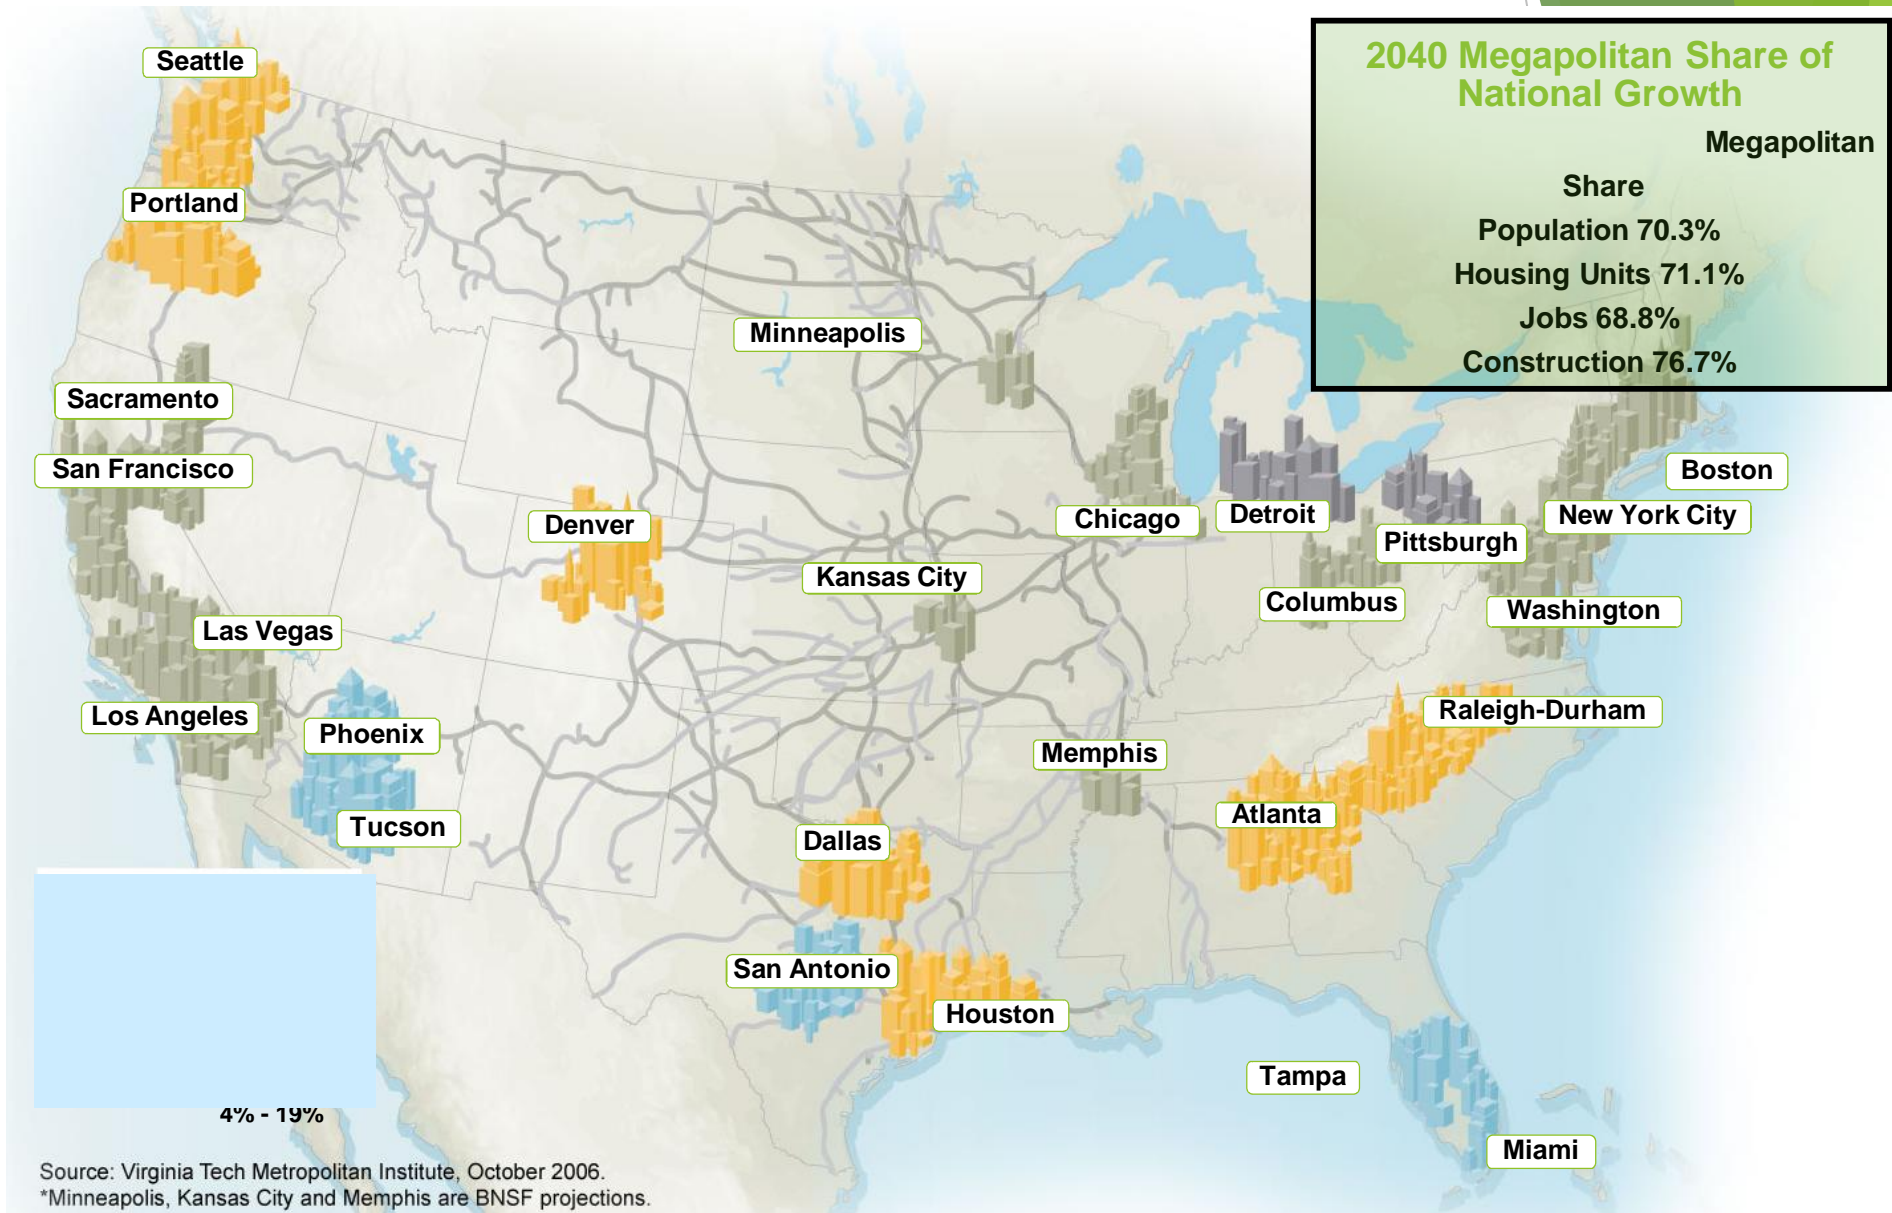 2040 Megapolitan Share of
National Growth
Megapolitan
Share
Population 70.3%
Housing Units 71.1%
Jobs 68.8%
Construction 76.7%
Seattle
Portland
Minneapolis
Sacramento
San Francisco
Boston
Denver
Chicago
Detroit
New York City
Pittsburgh
Kansas City
Columbus
Washington
Las Vegas
Los Angeles
Phoenix
Raleigh-Durham
Memphis
Tucson
Dallas
Atlanta
San Antonio
Houston
Tampa
Miami
4% - 19%
Source: Virginia Tech Metropolitan Institute, October 2006.
*Minneapolis, Kansas City and Memphis are BNSF projections.